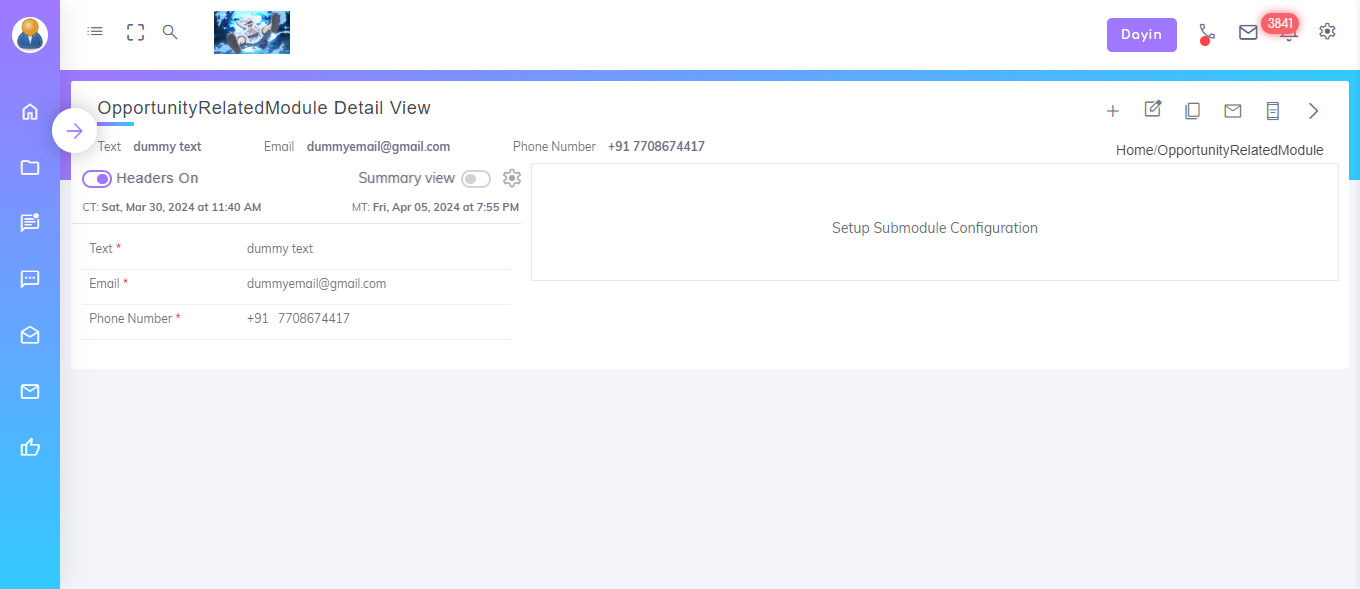 Dayin
3841
OpportunityRelatedModule Detail View
Text dummy text Email dummyemail@gmail.com Phone Number +91 7708674417
Home/OpportunityRelatedModule
Headers On Summary view
CT: Sat, Mar 30, 2024 at 11:40 AM MT: Fri, Apr 05, 2024 at 7:55 PM
Setup Submodule Configuration
Text * dummy text
Email * dummyemail@gmail.com
Phone Number * +91 7708674417